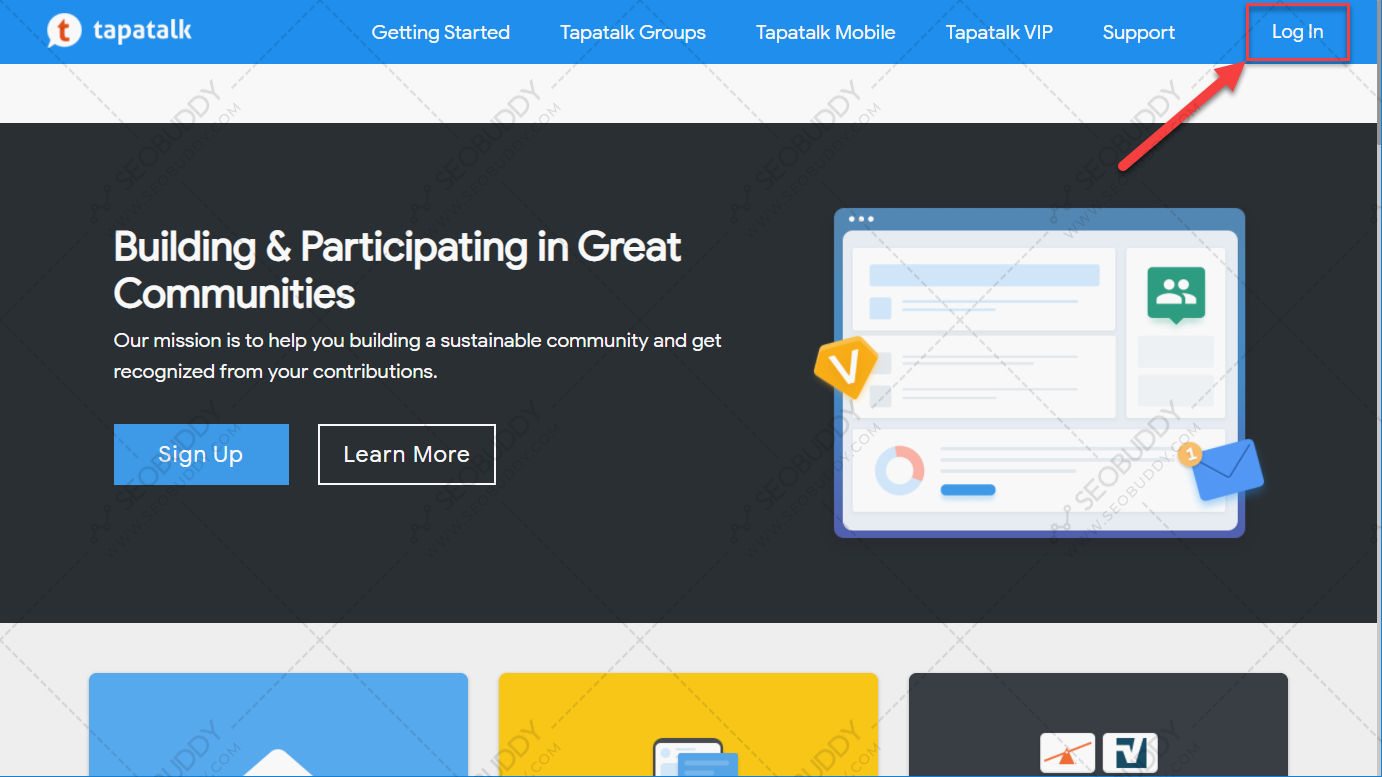 tapatalk
Getting Started
Tapatalk Groups
Tapatalk Mobile
Tapatalk VIP
Support
Log In
Building & Participating in Great
Communities
Our mission is to help you building a sustainable community and get
recognized from your contributions.
Sign Up
Learn More
V
1
SEOBUDDY
WWW.SEOBUDDY.COM